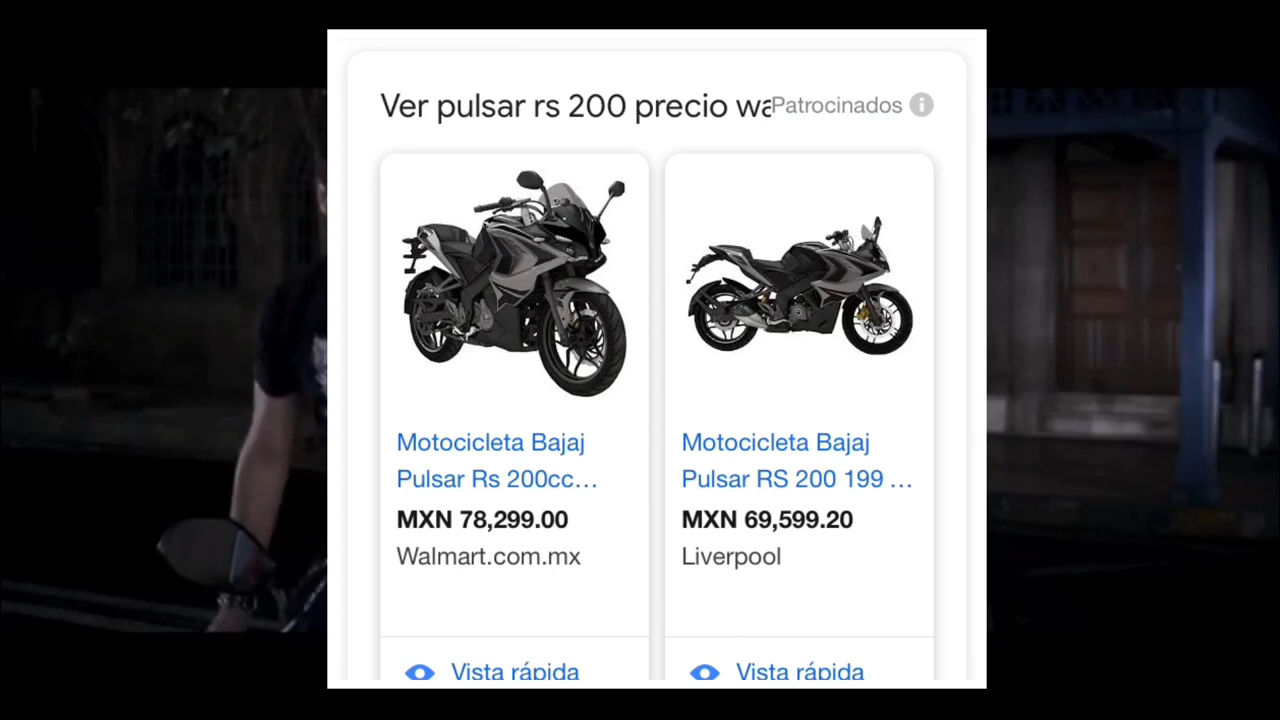 Ver pulsar rs 200 precio wa
Patrocinados
Motocicleta Bajaj
Pulsar Rs 200cc...
MXN 78,299.00
Walmart.com.mx
Vista rápida
Motocicleta Bajaj
Pulsar RS 200 199 ...
MXN 69,599.20
Liverpool
Vista rápida